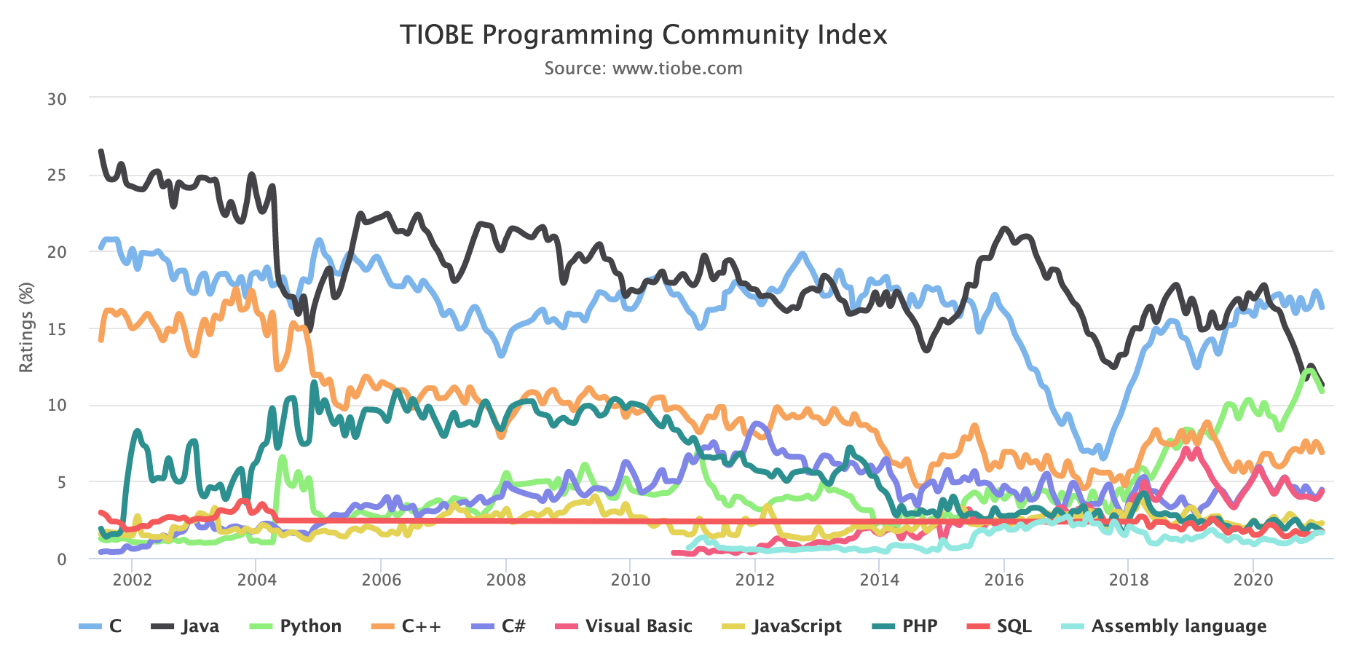 TIOBE Programming Community Index
Source: www.tiobe.com
Ratings (%)
30
25
20
15
10
5
0
2002 2004 2006 2008 2010 2012 2014 2016 2018 2020
C Java Python C++ C# Visual Basic JavaScript PHP SQL Assembly language